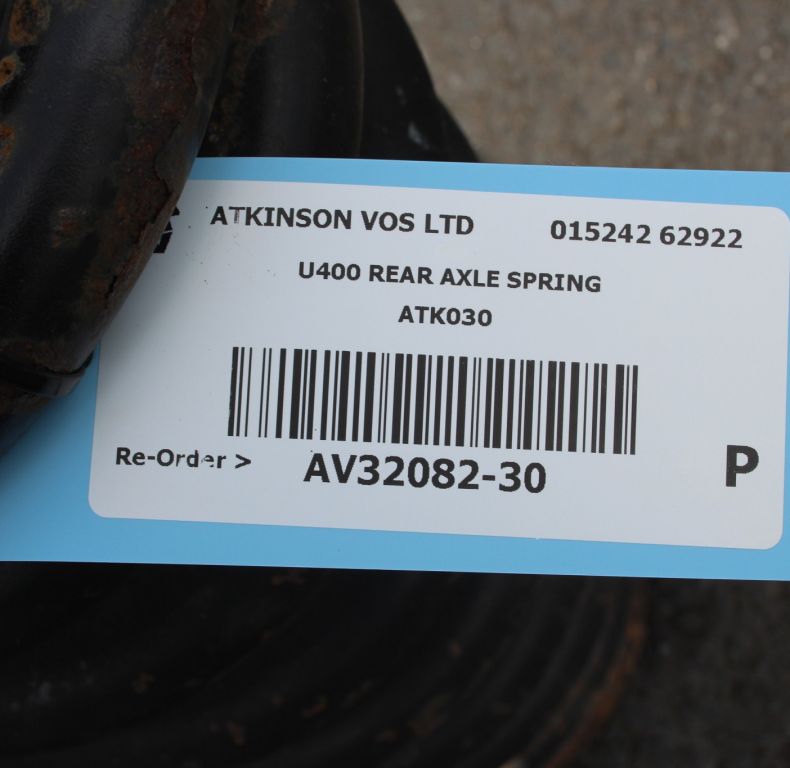 ATKINSON VOS LTD 015242 62922
U400 REAR AXLE SPRING
ATK030
Re-Order > AV32082-30 P